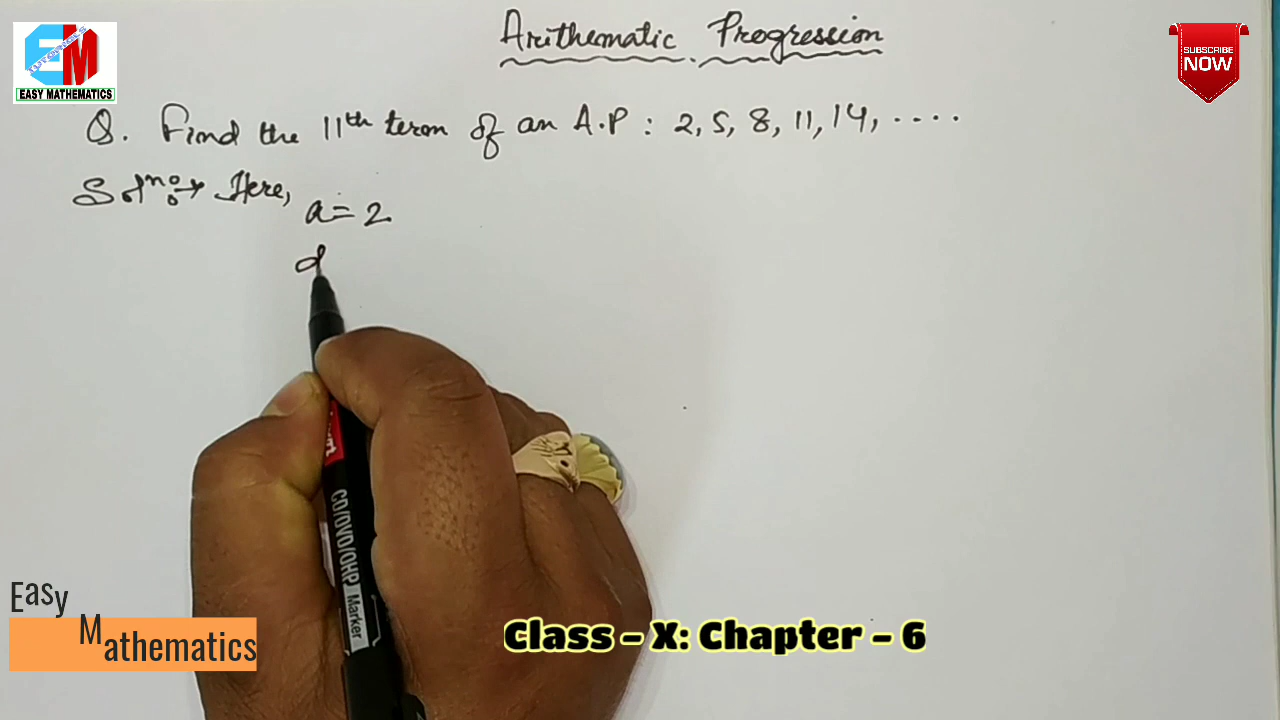 EM
EASY MATHEMATICS
Arithematic Progression
SUBSCRIBE
NOW
Q. Find the 11th term of an A.P : 2, 5, 8, 11, 14, ....
Solno→ Here,
a = 2
d
CD/DVD/OHP Marker
Easy
Mathematics
Class – X: Chapter – 6